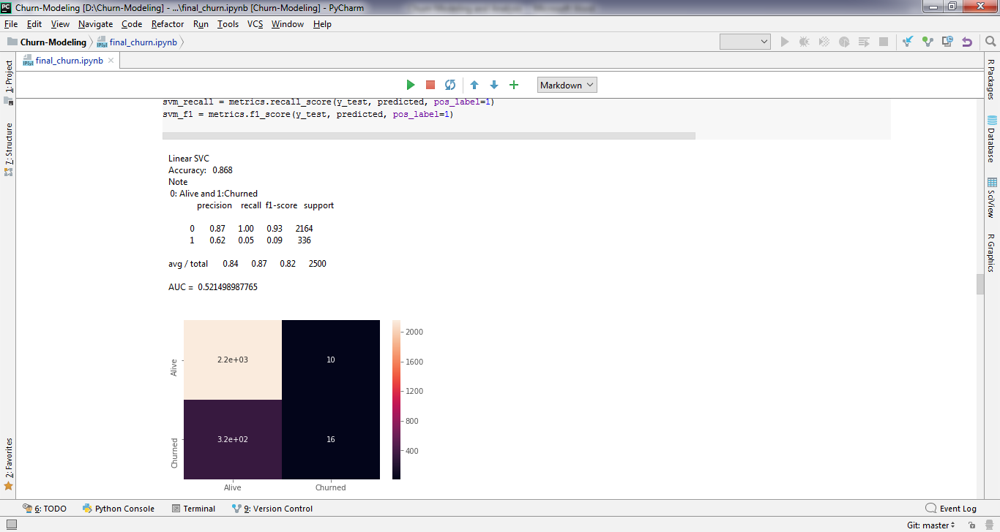 Churn-Modeling [D:\Churn-Modeling] - ...\final_churn.ipynb [Churn-Modeling] - PyCharm
File Edit View Navigate Code Refactor Run Tools VCS Window Help
Churn-Modeling final_churn.ipynb
final_churn.ipynb
Markdown
1: Project
7: Structure
2: Favorites
R Packages
Database
SciView
R Graphics
svm_recall = metrics.recall_score(y_test, predicted, pos_label=1)
svm_f1 = metrics.f1_score(y_test, predicted, pos_label=1)
Linear SVC
Accuracy: 0.868
Note
0: Alive and 1:Churned
precision recall f1-score support
0 0.87 1.00 0.93 2164
1 0.62 0.05 0.09 336
avg / total 0.84 0.87 0.82 2500
AUC = 0.521498987765
Alive
2.2e+03 10
Churned
3.2e+02 16
Alive Churned
2000
1600
1200
800
400
6: TODO Python Console Terminal 9: Version Control Event Log
Git: master